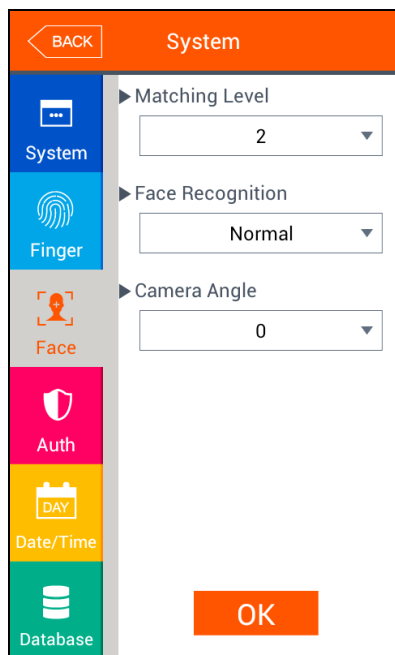 BACK
System
System
Finger
Face
Auth
DAY
Date/Time
Database
▶Matching Level
2
▶Face Recognition
Normal
▶Camera Angle
0
OK